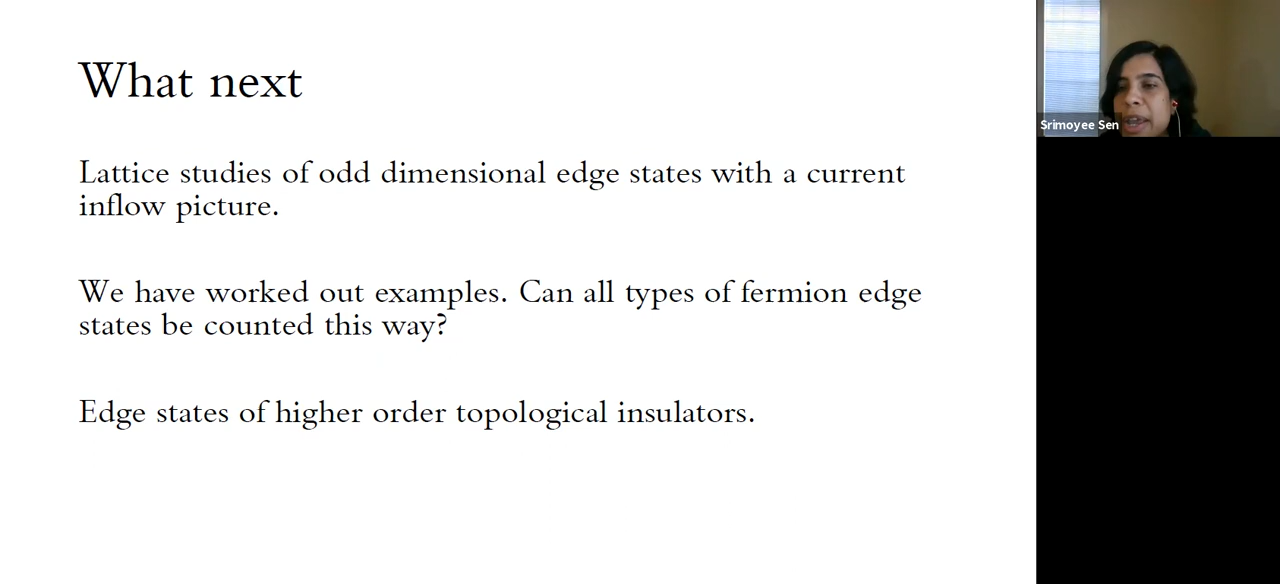 What next
Lattice studies of odd dimensional edge states with a current
inflow picture.
We have worked out examples. Can all types of fermion edge
states be counted this way?
Edge states of higher order topological insulators.
Srimoyee Sen